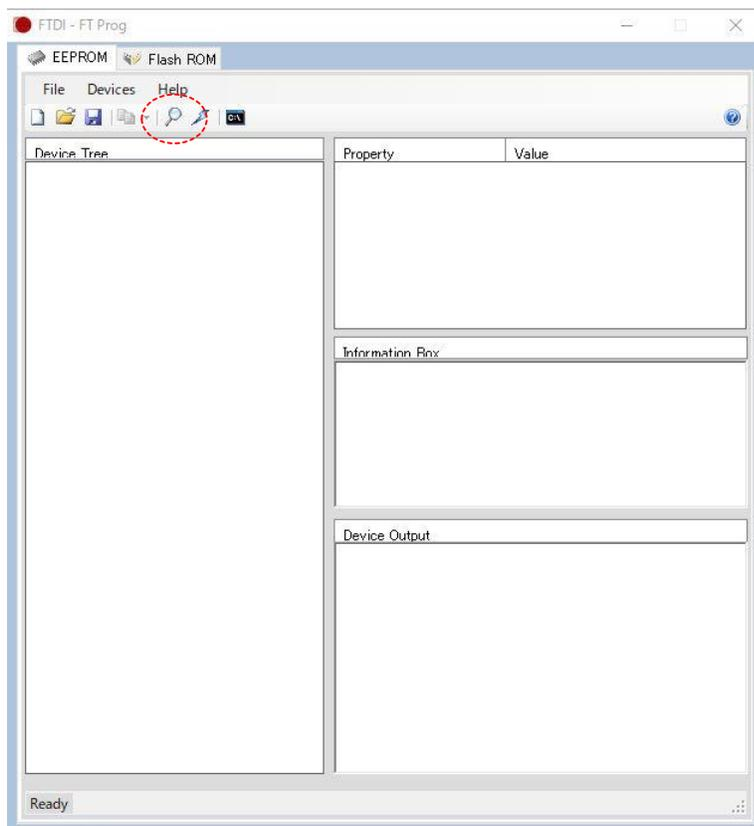 FTDI - FT Prog
EEPROM Flash ROM
File Devices Help
C:\
Device Tree
Property Value
Information Box
Device Output
Ready